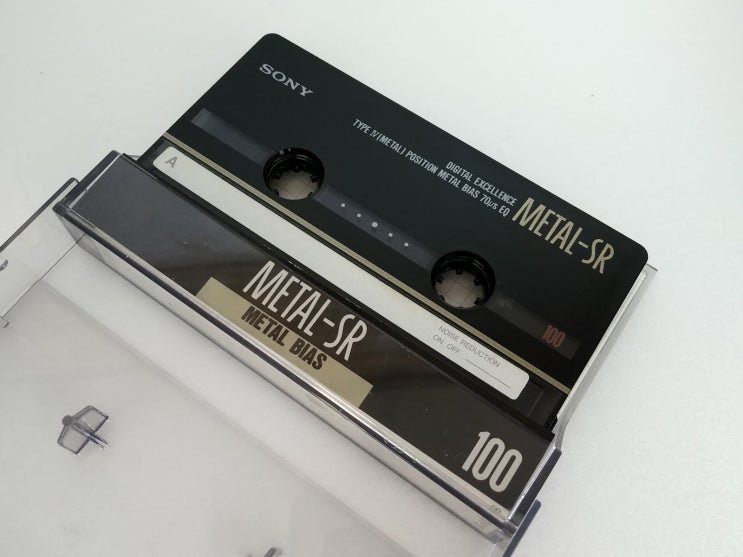 SONY
DIGITAL EXCELLENCE
TYPE IV (METAL) POSITION METAL BIAS 70µs EQ
METAL-SR
100
A
NOISE REDUCTION
ON OFF
METAL-SR
METAL BIAS
100